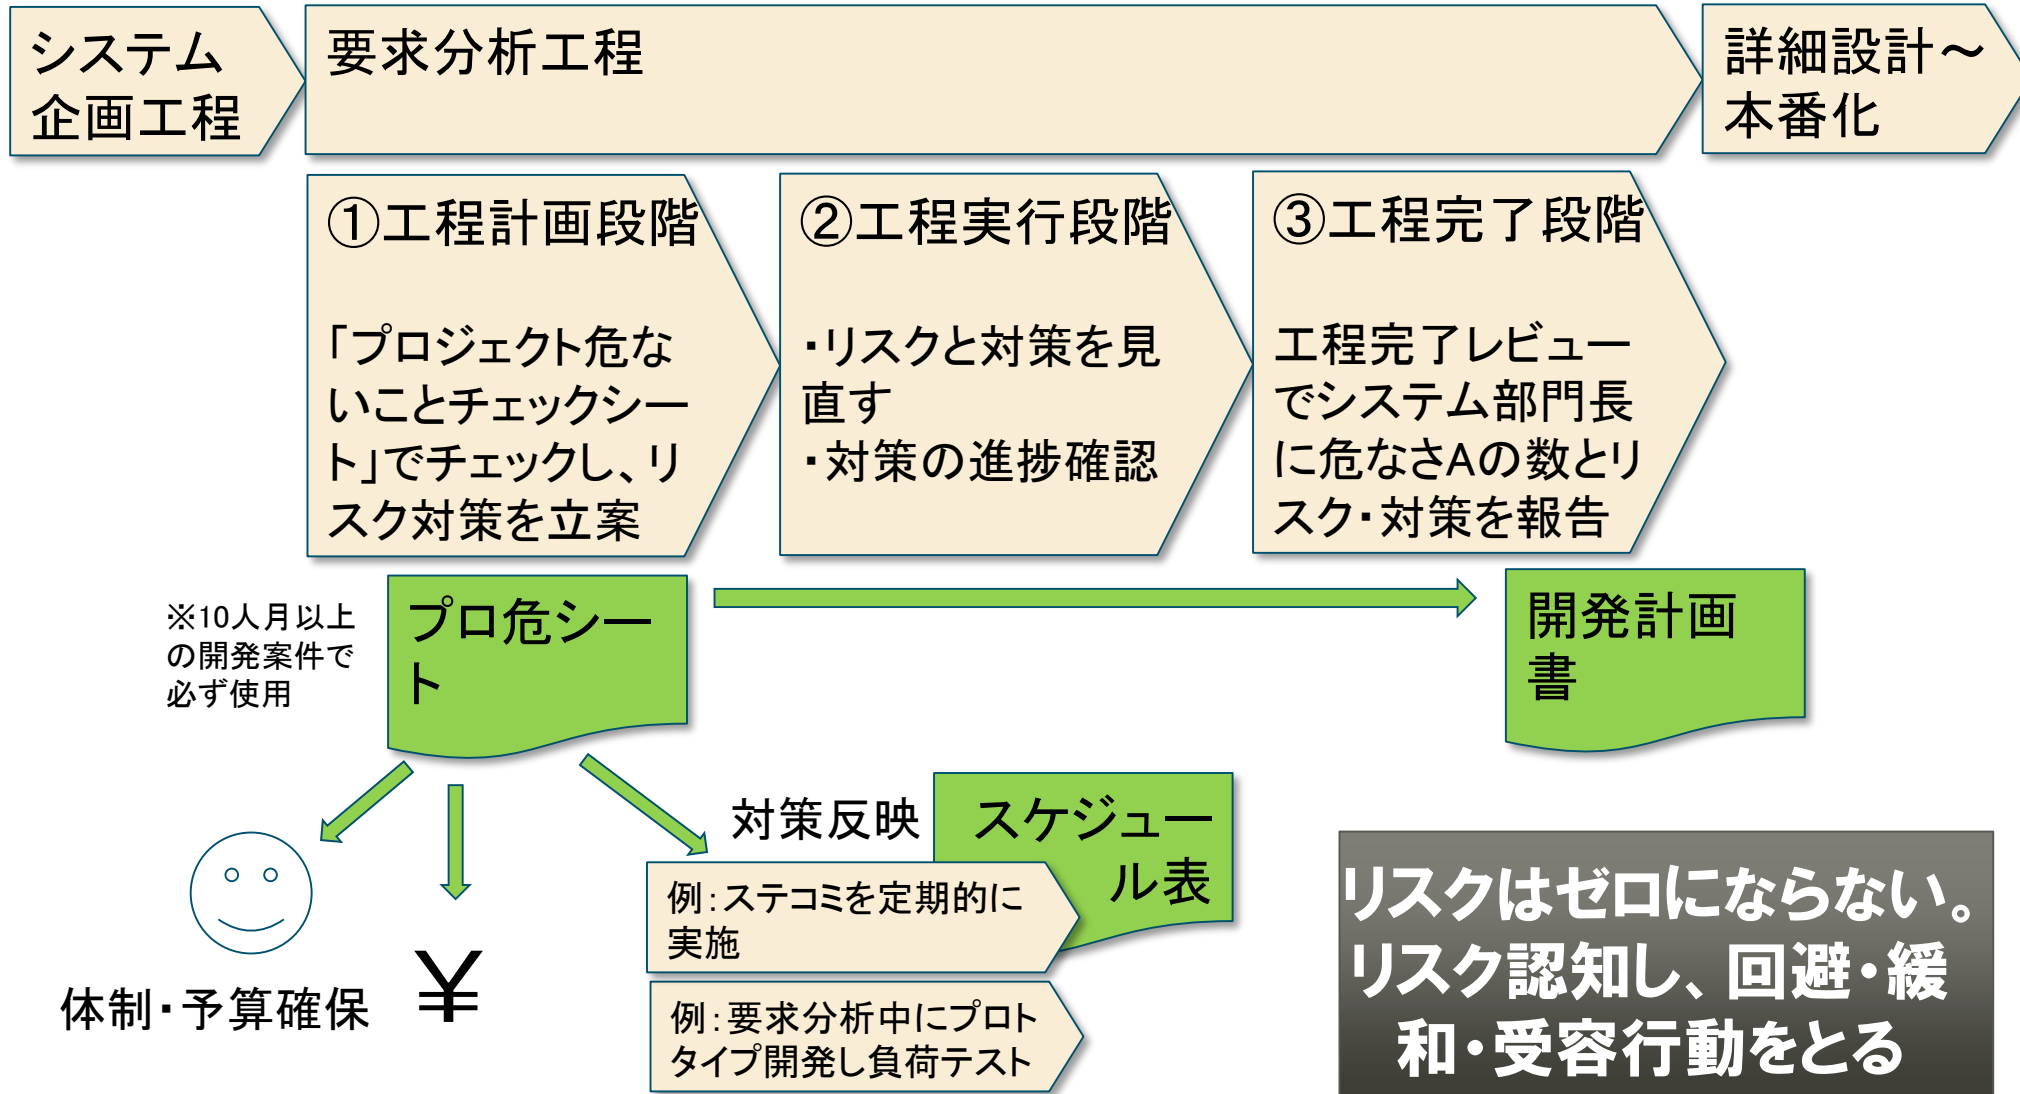 システム
企画工程
要求分析工程
詳細設計～
本番化
①工程計画段階
「プロジェクト危な
いことチェックシー
ト」でチェックし、リ
スク対策を立案
②工程実行段階
・リスクと対策を見
直す
・対策の進捗確認
③工程完了段階
工程完了レビュー
でシステム部門長
に危なさAの数とリ
スク・対策を報告
※10人月以上
の開発案件で
必ず使用
プロ危シー
ト
開発計画
書
対策反映
スケジュー
ル表
例：ステコミを定期的に
実施
例：要求分析中にプロト
タイプ開発し負荷テスト
体制・予算確保
¥
リスクはゼロにならない。
リスク認知し、回避・緩
和・受容行動をとる